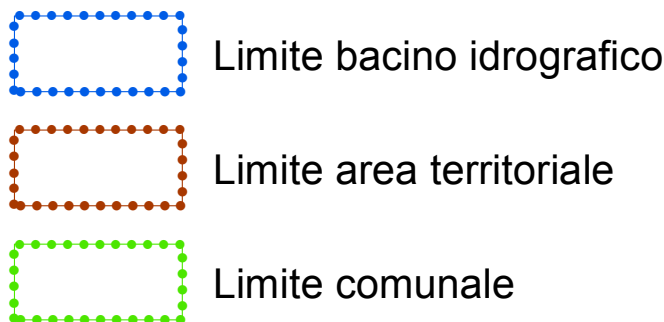 Limite bacino idrografico
Limite area territoriale
Limite comunale